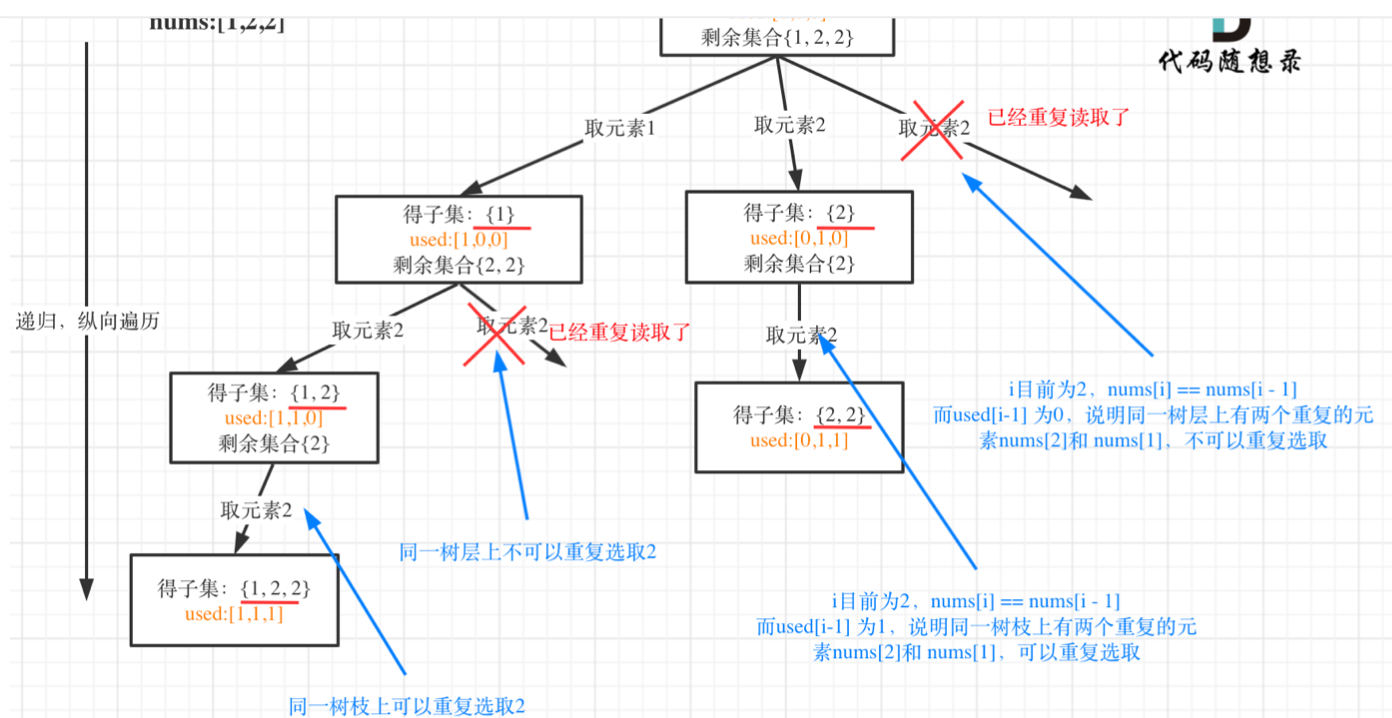 nums:[1,2,2]
剩余集合{1, 2, 2}
代码随想录
取元素1
取元素2
取元素2
已经重复读取了
得子集：{1}
used:[1,0,0]
剩余集合{2, 2}
得子集：{2}
used:[0,1,0]
剩余集合{2}
递归，纵向遍历
取元素2
取元素2
已经重复读取了
取元素2
得子集：{1, 2}
used:[1,1,0]
剩余集合{2}
得子集：{2, 2}
used:[0,1,1]
i目前为2，nums[i] == nums[i - 1]
而used[i-1] 为0，说明同一树层上有两个重复的元
素nums[2]和 nums[1]，不可以重复选取
取元素2
同一树层上不可以重复选取2
得子集：{1, 2, 2}
used:[1,1,1]
i目前为2，nums[i] == nums[i - 1]
而used[i-1] 为1，说明同一树枝上有两个重复的元
素nums[2]和 nums[1]，可以重复选取
同一树枝上可以重复选取2